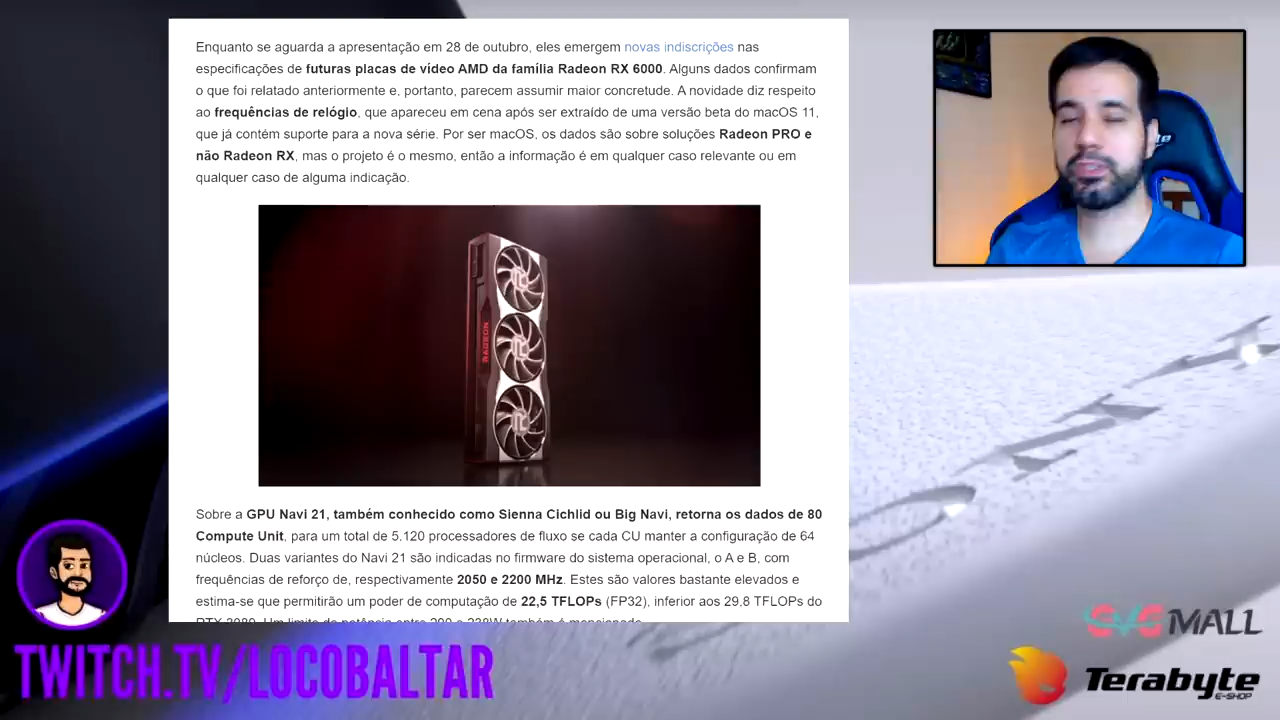 Enquanto se aguarda a apresentação em 28 de outubro, eles emergem novas indiscrições nas
especificações de futuras placas de vídeo AMD da família Radeon RX 6000. Alguns dados confirmam
o que foi relatado anteriormente e, portanto, parecem assumir maior concretude. A novidade diz respeito
ao frequências de relógio, que apareceu em cena após ser extraído de uma versão beta do macOS 11,
que já contém suporte para a nova série. Por ser macOS, os dados são sobre soluções Radeon PRO e
não Radeon RX, mas o projeto é o mesmo, então a informação é em qualquer caso relevante ou em
qualquer caso de alguma indicação.
RADEON
Sobre a GPU Navi 21, também conhecido como Sienna Cichlid ou Big Navi, retorna os dados de 80
Compute Unit, para um total de 5.120 processadores de fluxo se cada CU manter a configuração de 64
núcleos. Duas variantes do Navi 21 são indicadas no firmware do sistema operacional, o A e B, com
frequências de reforço de, respectivamente 2050 e 2200 MHz. Estes são valores bastante elevados e
estima-se que permitirão um poder de computação de 22,5 TFLOPs (FP32), inferior aos 29,8 TFLOPs do
TWITCH.TV/LOCOBALTAR
MALL
Terabyte
E-SHOP